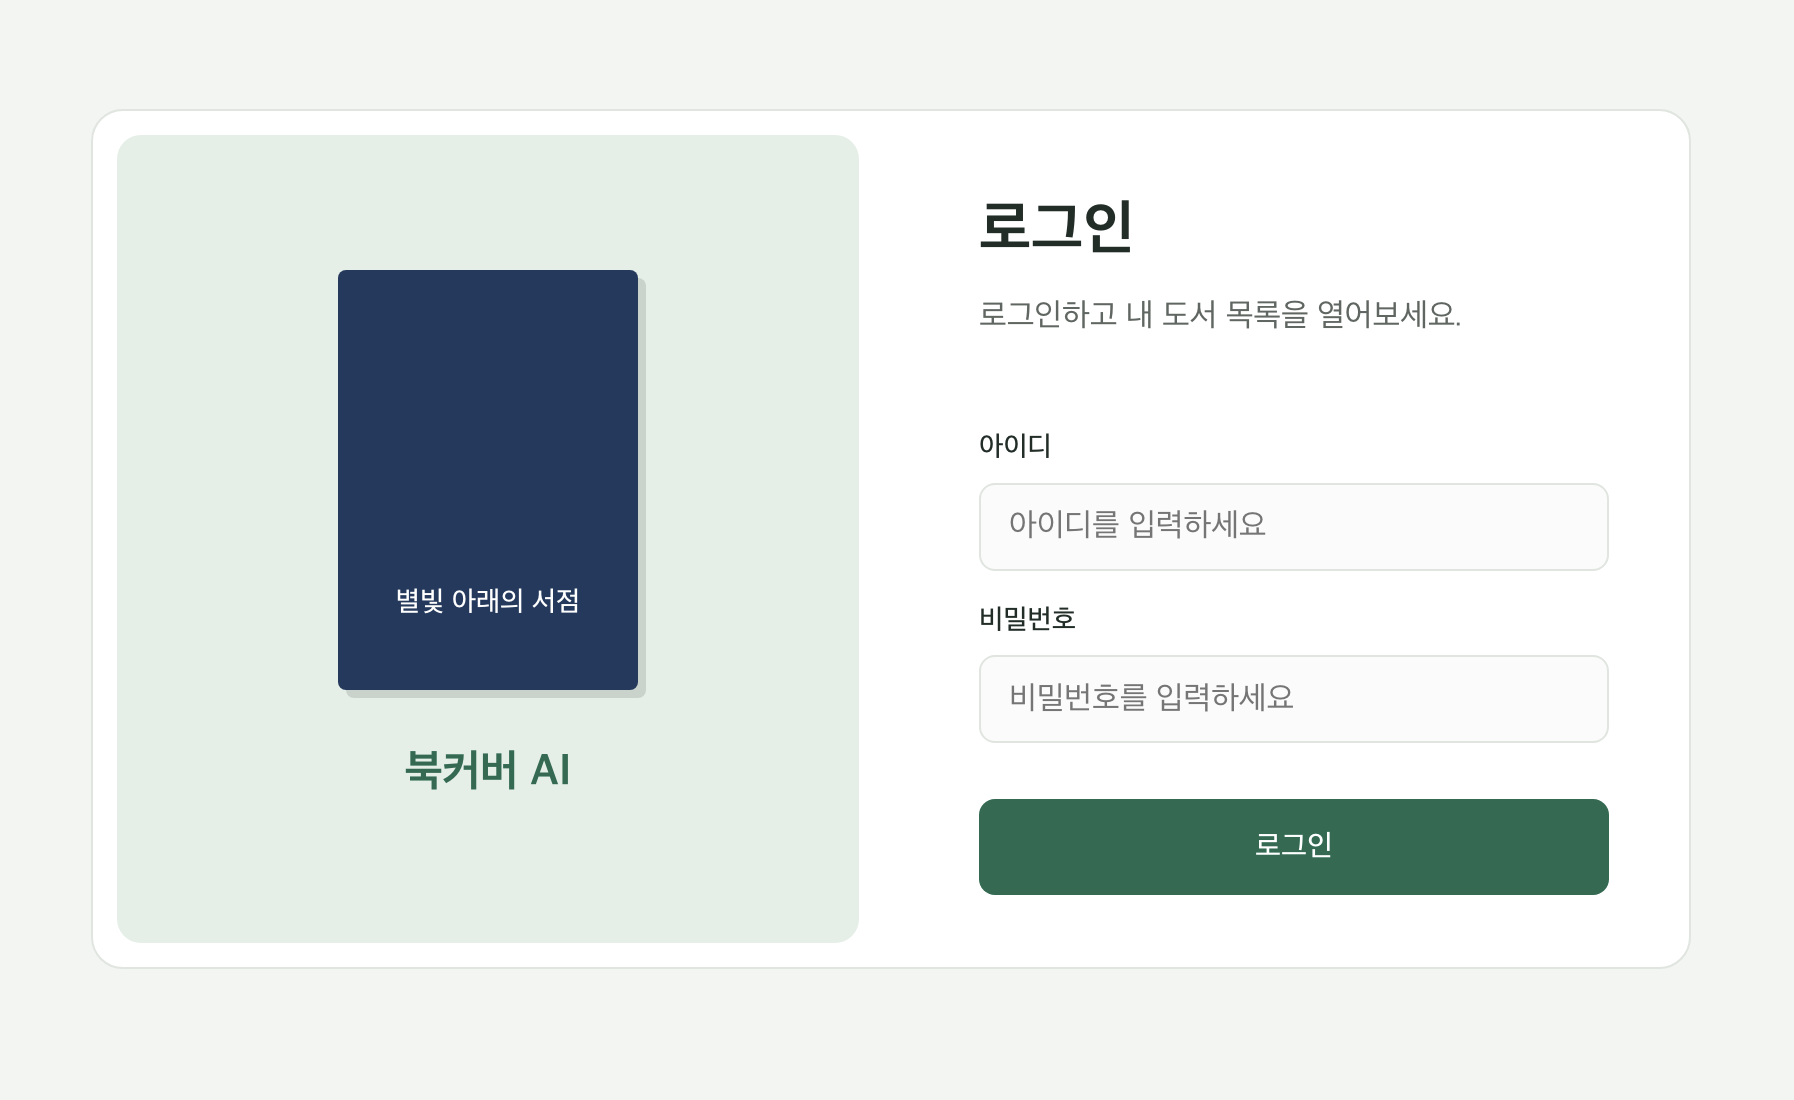 별빛 아래의 서점
북커버 AI
로그인
로그인하고 내 도서 목록을 열어보세요.
아이디
아이디를 입력하세요
비밀번호
비밀번호를 입력하세요
로그인